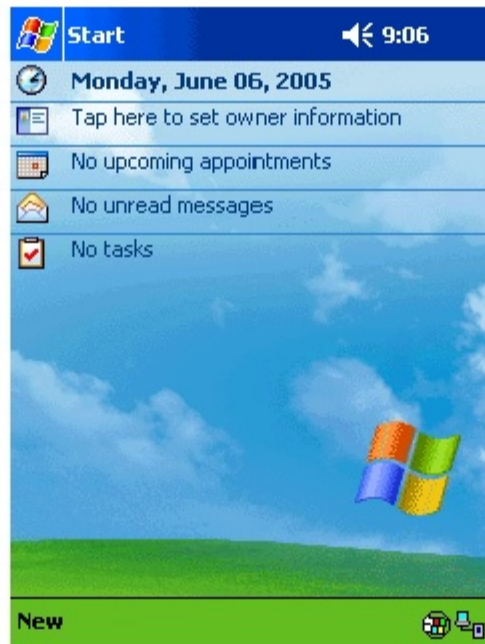 Start 9:06
Monday, June 06, 2005
Tap here to set owner information
No upcoming appointments
No unread messages
No tasks
New